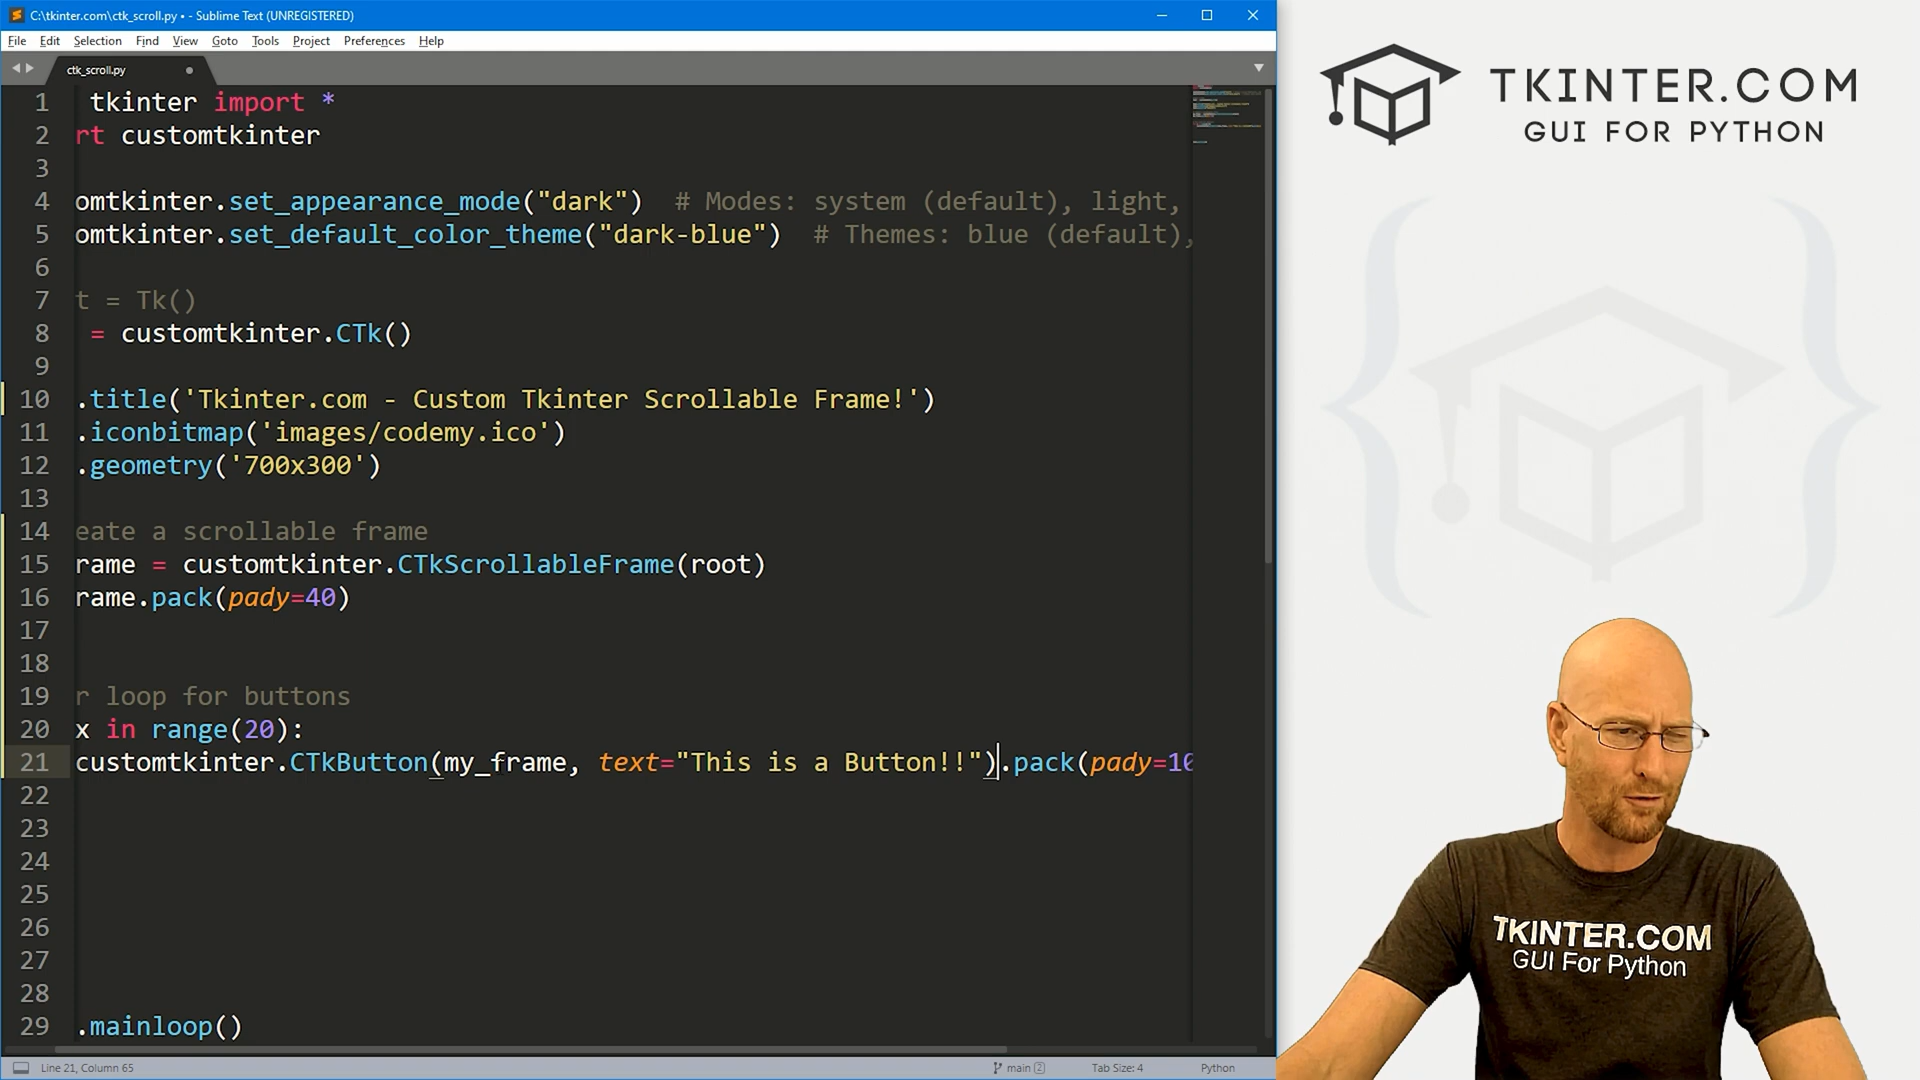 C:\tkinter.com\ctk_scroll.py • - Sublime Text (UNREGISTERED)
File Edit Selection Find View Goto Tools Project Preferences Help
ctk_scroll.py
1 tkinter import *
2 rt customtkinter
3
4 omtkinter.set_appearance_mode("dark")  # Modes: system (default), light,
5 omtkinter.set_default_color_theme("dark-blue")  # Themes: blue (default),
6
7 t = Tk()
8 = customtkinter.CTk()
9
10 .title('Tkinter.com - Custom Tkinter Scrollable Frame!')
11 .iconbitmap('images/codemy.ico')
12 .geometry('700x300')
13
14 eate a scrollable frame
15 rame = customtkinter.CTkScrollableFrame(root)
16 rame.pack(pady=40)
17
18
19 r loop for buttons
20 x in range(20):
21 customtkinter.CTkButton(my_frame, text="This is a Button!!").pack(pady=10
22
23
24
25
26
27
28
29 .mainloop()
Line 21, Column 65
main 2
Tab Size: 4
Python
TKINTER.COM
GUI FOR PYTHON
TKINTER.COM
GUI For Python